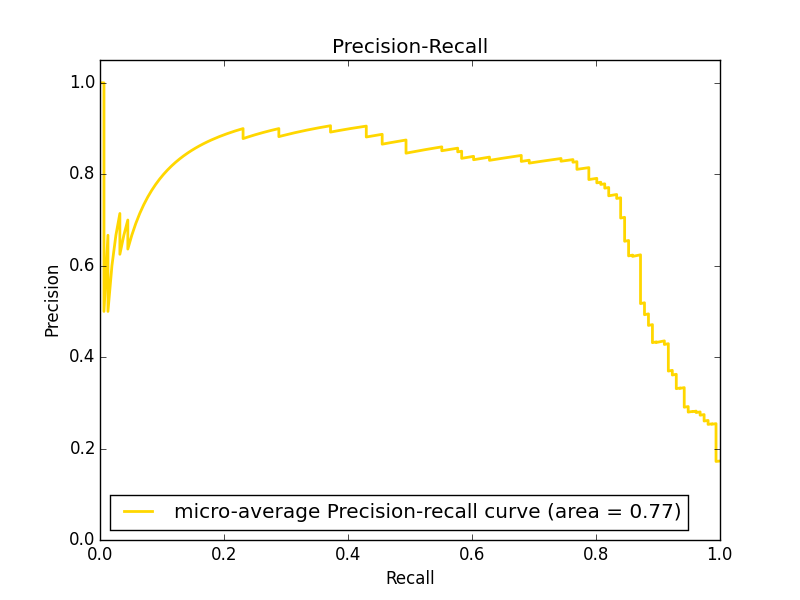 Precision-Recall
1.0
0.8
0.6
0.4
0.2
0.0
Precision
micro-average Precision-recall curve (area = 0.77)
0.0 0.2 0.4 0.6 0.8 1.0
Recall